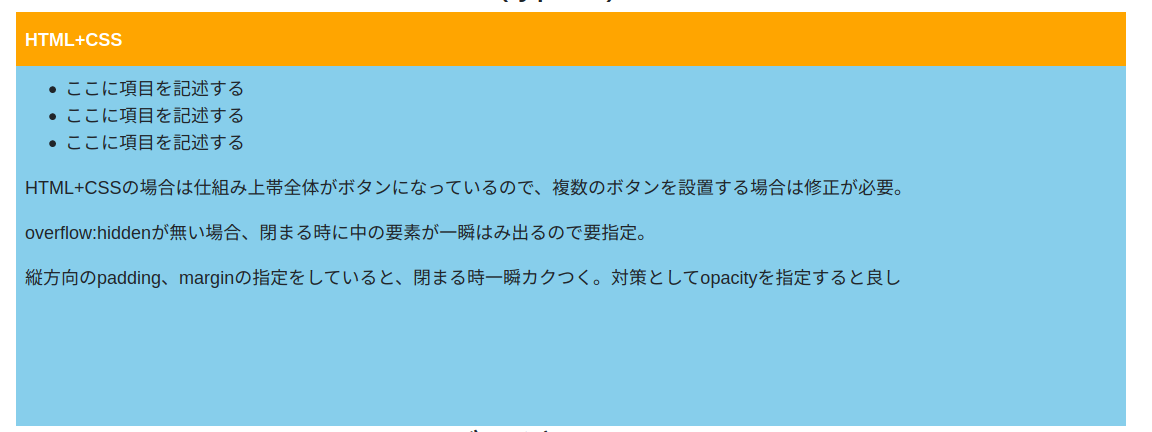 HTML+CSS
ここに項目を記述する
ここに項目を記述する
ここに項目を記述する
HTML+CSSの場合は仕組み上帯全体がボタンになっているので、複数のボタンを設置する場合は修正が必要。
overflow:hiddenが無い場合、閉まる時に中の要素が一瞬はみ出るので要指定。
縦方向のpadding、marginの指定をしていると、閉まる時一瞬カクつく。対策としてopacityを指定すると良し